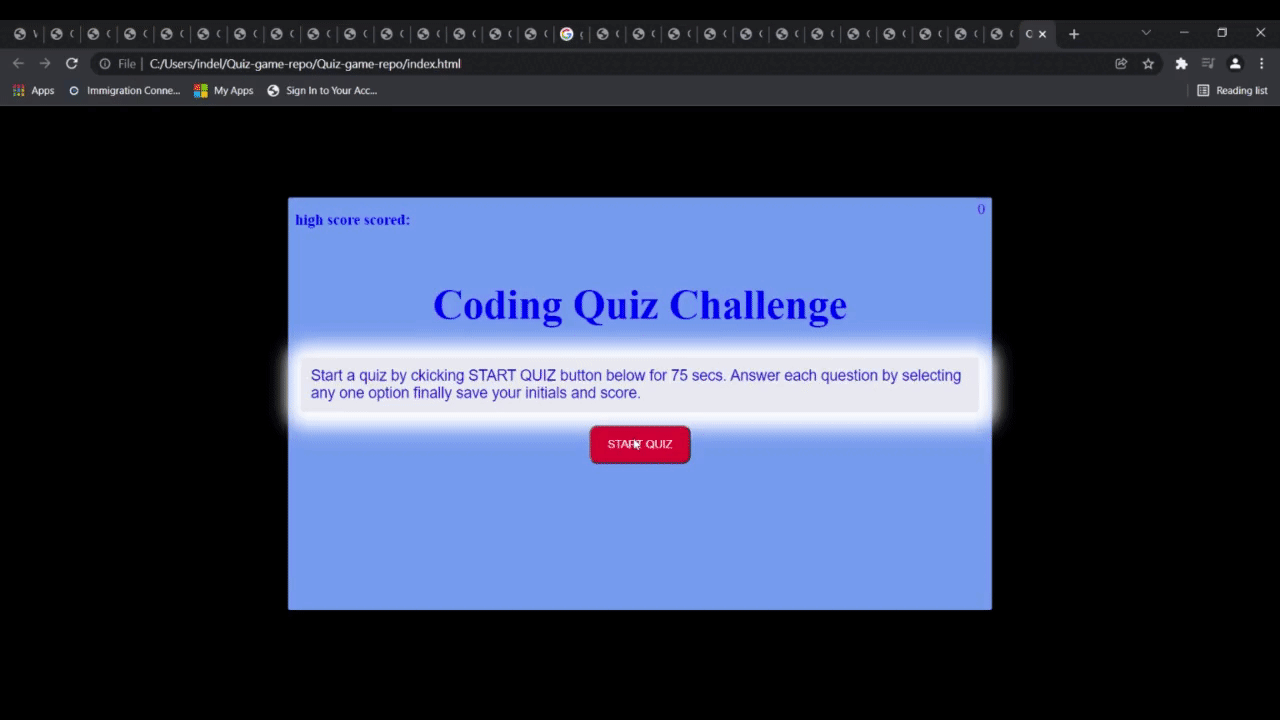 File
C:/Users/indel/Quiz-game-repo/Quiz-game-repo/index.html
Apps
Immigration Conne...
My Apps
Sign In to Your Acc...
Reading list
high score scored:
0
Coding Quiz Challenge
Start a quiz by ckicking START QUIZ button below for 75 secs. Answer each question by selecting
any one option finally save your initials and score.
START QUIZ